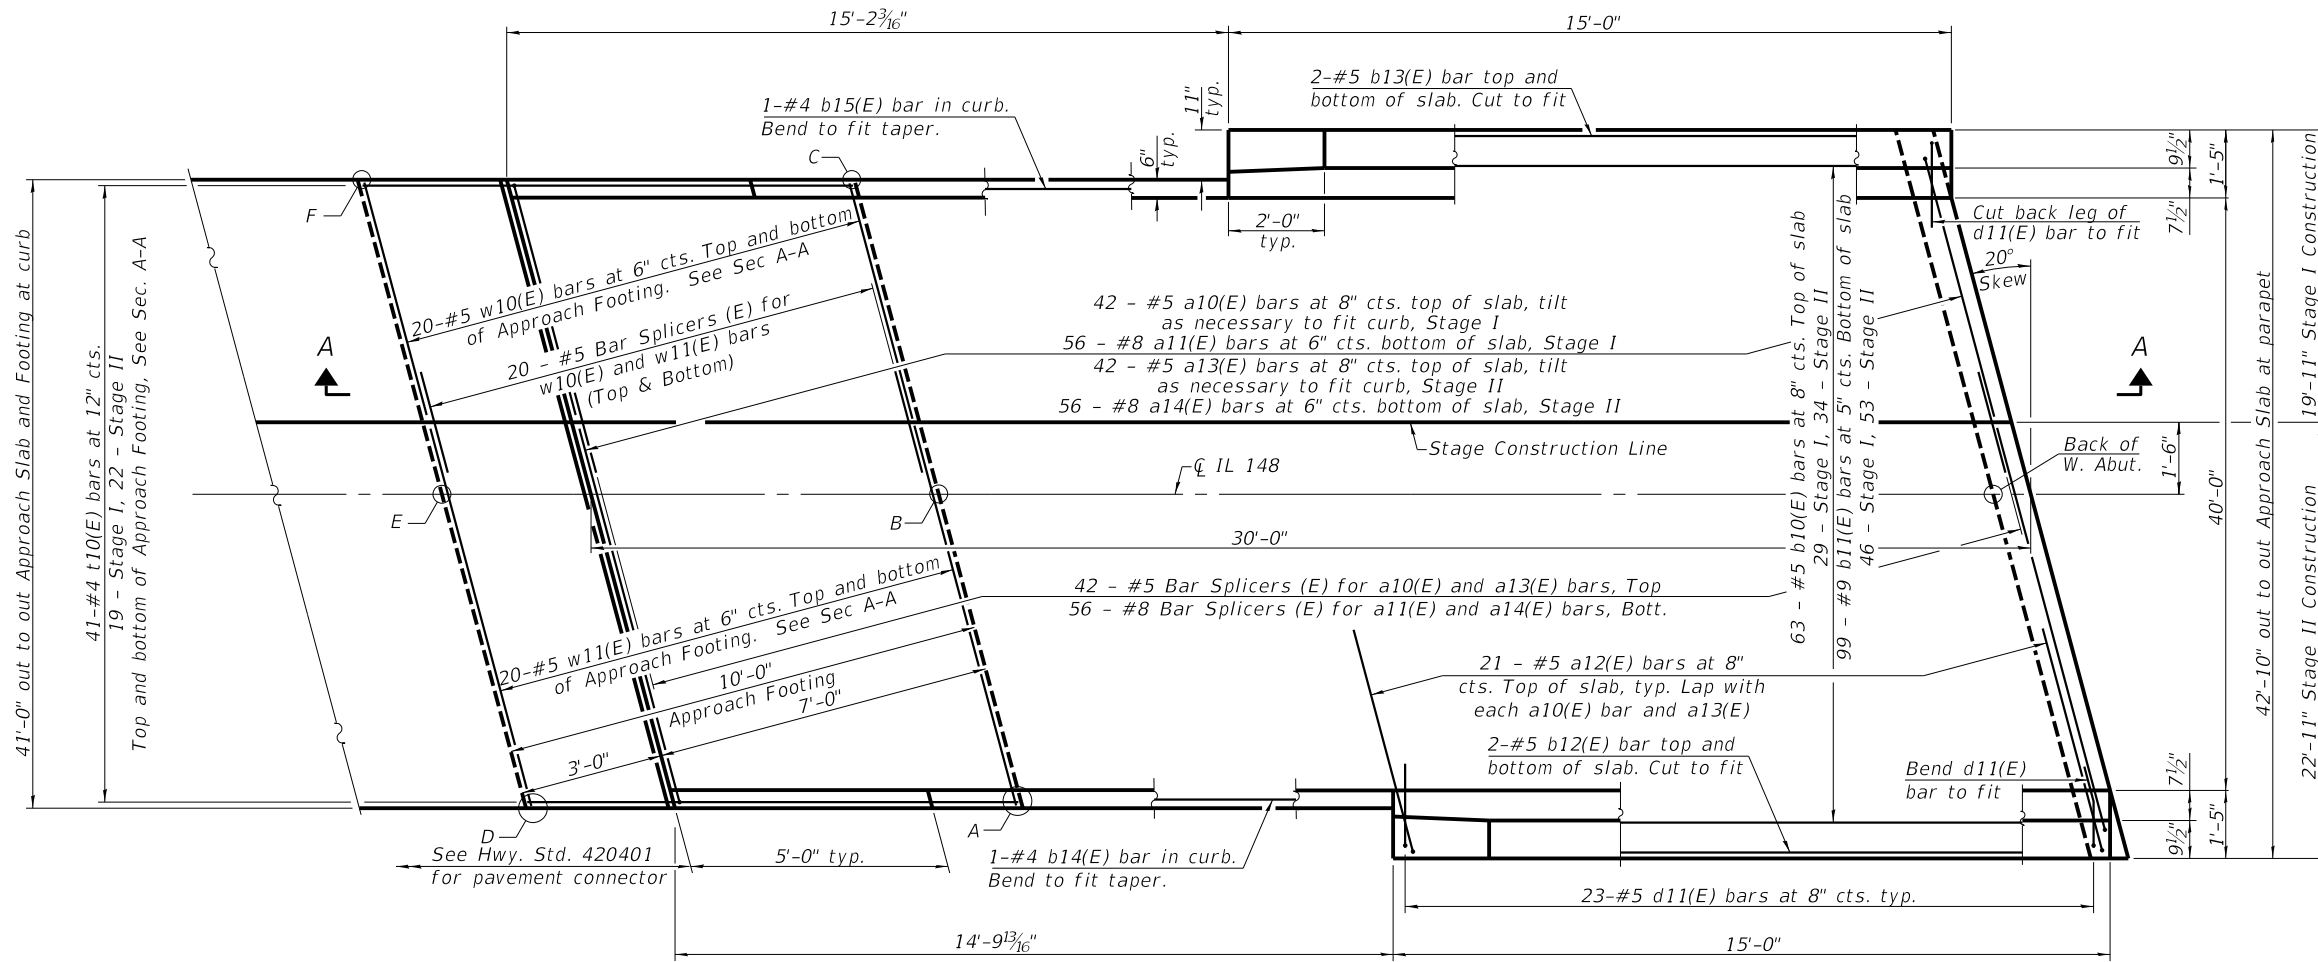 15'-2 3/16"
15'-0"
2-#5 b13(E) bar top and
bottom of slab. Cut to fit
1-#4 b15(E) bar in curb.
Bend to fit taper.
11"
typ.
6"
typ.
C
F
2'-0"
typ.
9½"
7½"
1'-5"
Cut back leg of
d11(E) bar to fit
20°
Skew
20-#5 w10(E) bars at 6" cts. Top and bottom
of Approach Footing. See Sec A-A
20 - #5 Bar Splicers (E) for
w10(E) and w11(E) bars
(Top & Bottom)
42 - #5 a10(E) bars at 8" cts. top of slab, tilt
as necessary to fit curb, Stage I
56 - #8 a11(E) bars at 6" cts. bottom of slab, Stage I
42 - #5 a13(E) bars at 8" cts. top of slab, tilt
as necessary to fit curb, Stage II
56 - #8 a14(E) bars at 6" cts. bottom of slab, Stage II
A
A
Stage Construction Line
℄ IL 148
Back of
W. Abut.
1'-6"
E
B
30'-0"
41'-0" out to out Approach Slab and Footing at curb
41-#4 t10(E) bars at 12" cts.
19 - Stage I, 22 - Stage II
Top and bottom of Approach Footing, See Sec. A-A
63 - #5 b10(E) bars at 8" cts. Top of slab
29 - Stage I, 34 - Stage II
99 - #9 b11(E) bars at 5" cts. Bottom of slab
46 - Stage I, 53 - Stage II
40'-0"
42'-10" out to out Approach Slab at parapet
19'-11" Stage I Construction
22'-11" Stage II Construction
42 - #5 Bar Splicers (E) for a10(E) and a13(E) bars, Top
56 - #8 Bar Splicers (E) for a11(E) and a14(E) bars, Bott.
20-#5 w11(E) bars at 6" cts. Top and bottom
of Approach Footing. See Sec A-A
10'-0"
Approach Footing
7'-0"
3'-0"
21 - #5 a12(E) bars at 8"
cts. Top of slab, typ. Lap with
each a10(E) bar and a13(E)
2-#5 b12(E) bar top and
bottom of slab. Cut to fit
Bend d11(E)
bar to fit
7½"
9½"
1'-5"
D
A
See Hwy. Std. 420401
for pavement connector
5'-0" typ.
1-#4 b14(E) bar in curb.
Bend to fit taper.
23-#5 d11(E) bars at 8" cts. typ.
14'-9 13/16"
15'-0"